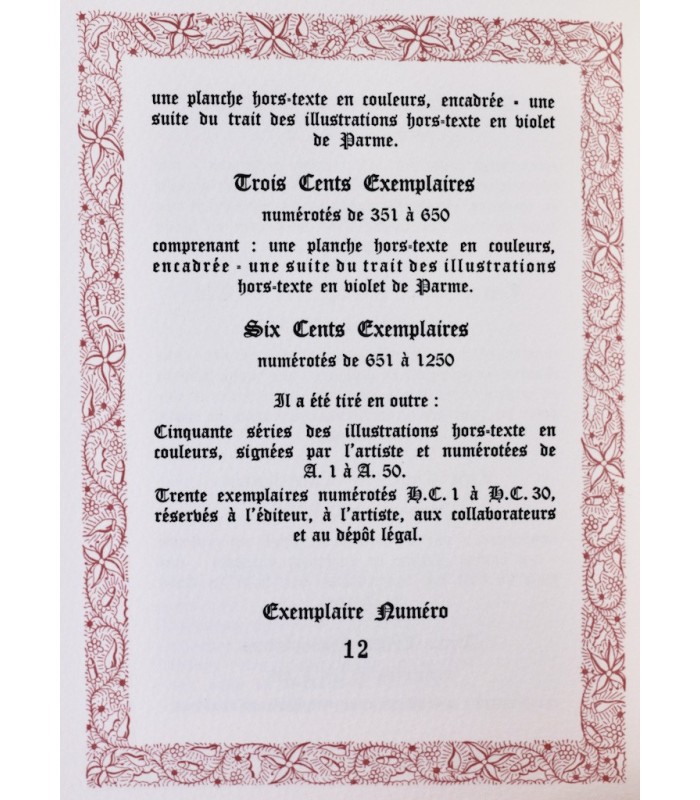 une planche hors-texte en couleurs, encadrée - une
suite du trait des illustrations hors-texte en violet
de Parme.
Trois Cents Exemplaires
numérotés de 351 à 650
comprenant : une planche hors-texte en couleurs,
encadrée - une suite du trait des illustrations
hors-texte en violet de Parme.
Six Cents Exemplaires
numérotés de 651 à 1250
Il a été tiré en outre :
Cinquante séries des illustrations hors-texte en
couleurs, signées par l'artiste et numérotées de
A. 1 à A. 50.
Trente exemplaires numérotés H.C. 1 à H.C. 30,
réservés à l'éditeur, à l'artiste, aux collaborateurs
et au dépôt légal.
Exemplaire Numéro
12